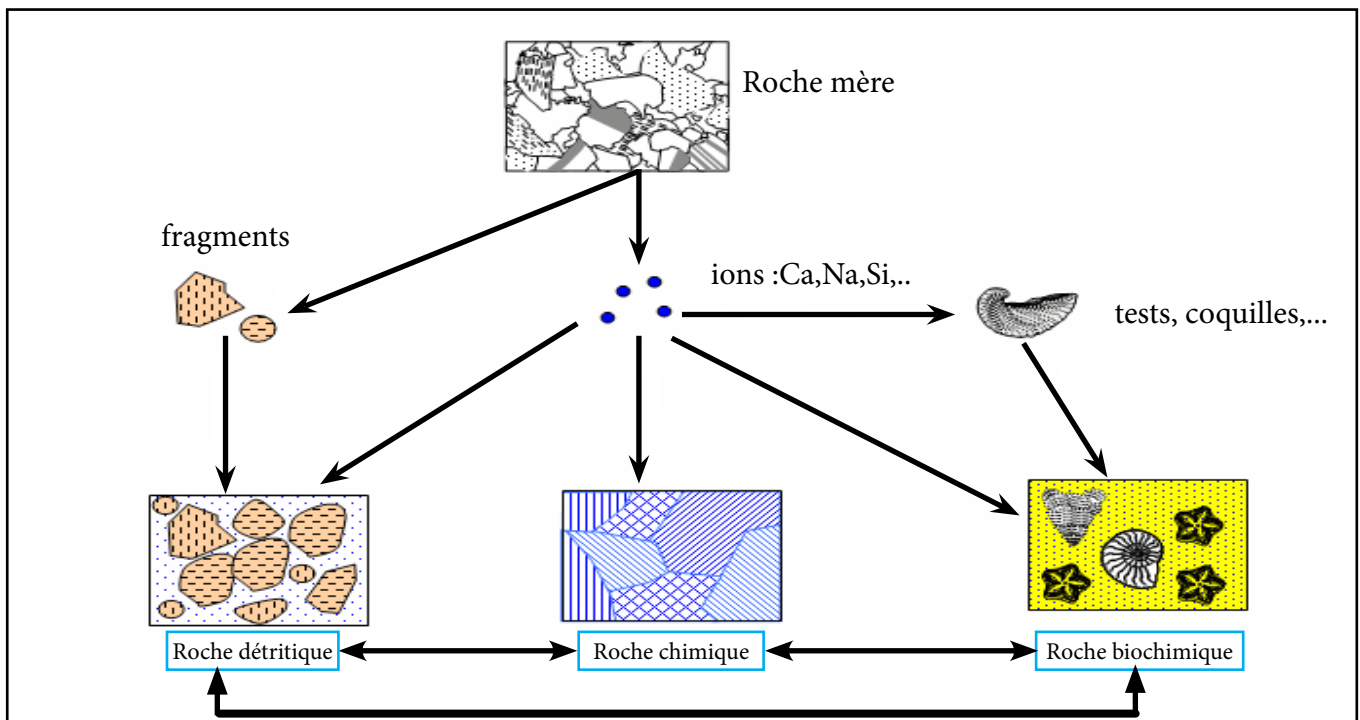 Roche mère
fragments
ions :Ca,Na,Si,..
tests, coquilles,...
Roche détritique
Roche chimique
Roche biochimique